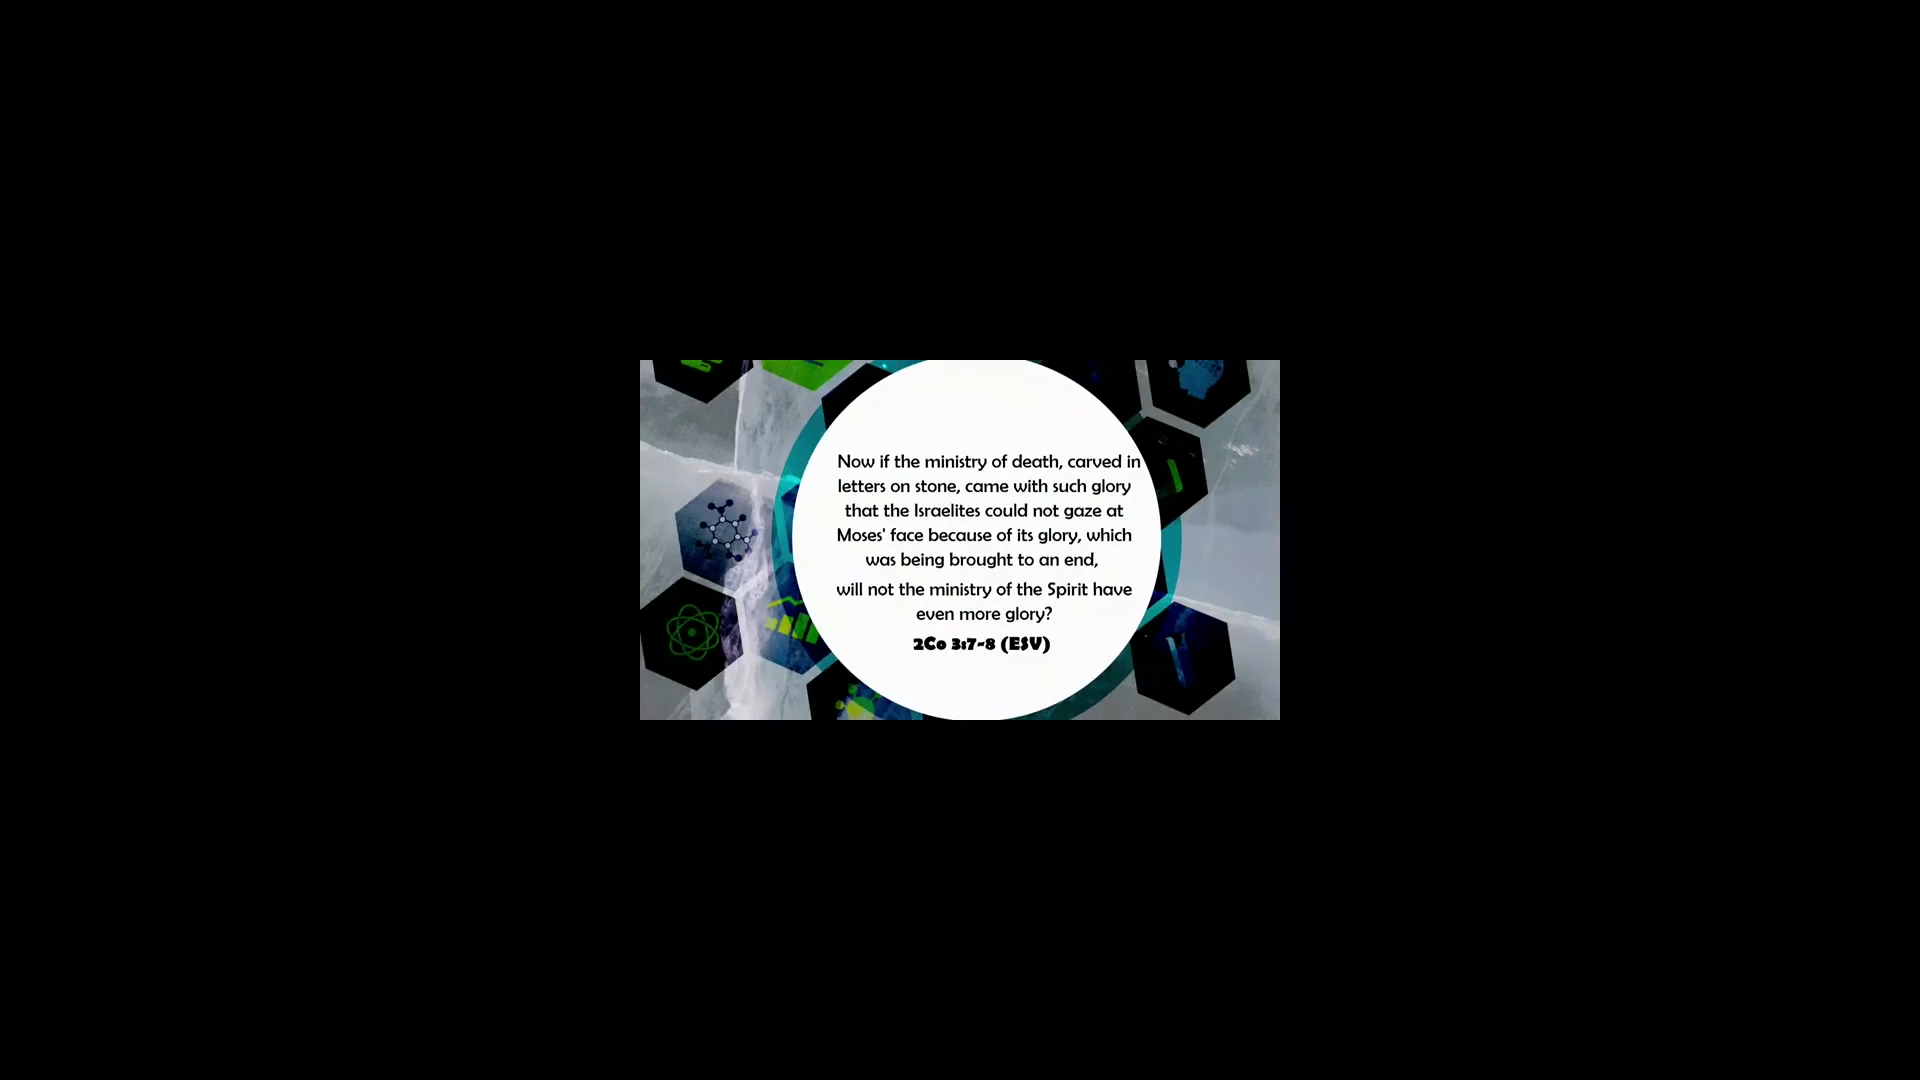 Now if the ministry of death, carved in
letters on stone, came with such glory
that the Israelites could not gaze at
Moses' face because of its glory, which
was being brought to an end,
will not the ministry of the Spirit have
even more glory?
2Co 3:7-8 (ESV)